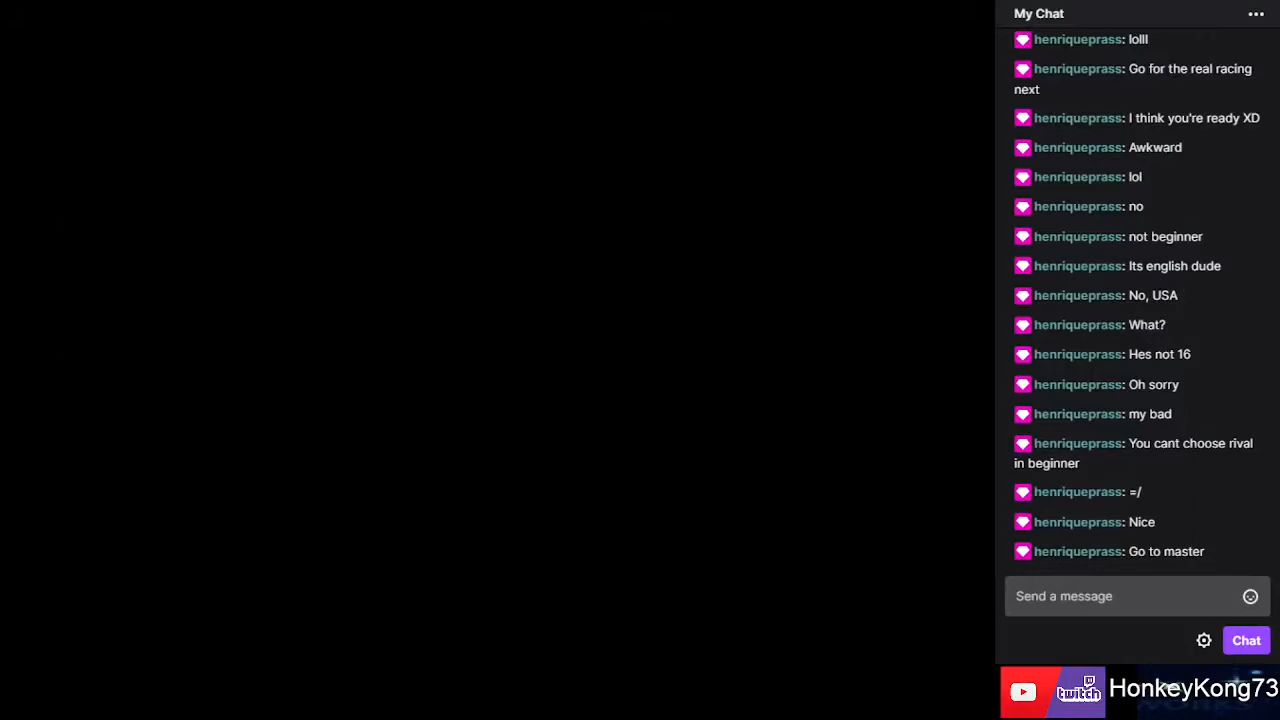 My Chat
henriqueprass: lolll
henriqueprass: Go for the real racing
next
henriqueprass: I think you're ready XD
henriqueprass: Awkward
henriqueprass: lol
henriqueprass: no
henriqueprass: not beginner
henriqueprass: Its english dude
henriqueprass: No, USA
henriqueprass: What?
henriqueprass: Hes not 16
henriqueprass: Oh sorry
henriqueprass: my bad
henriqueprass: You cant choose rival
in beginner
henriqueprass: =/
henriqueprass: Nice
henriqueprass: Go to master
Send a message
Chat
twitch HonkeyKong73